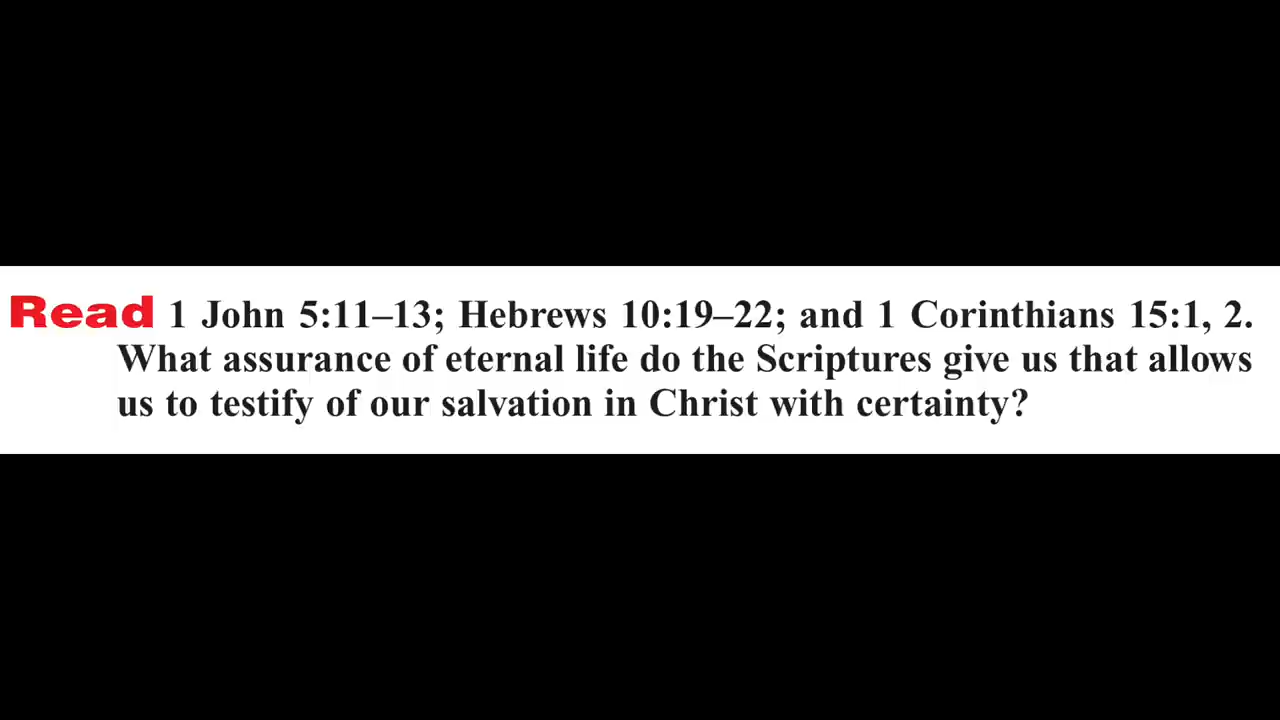 Read 1 John 5:11–13; Hebrews 10:19–22; and 1 Corinthians 15:1, 2.
What assurance of eternal life do the Scriptures give us that allows
us to testify of our salvation in Christ with certainty?